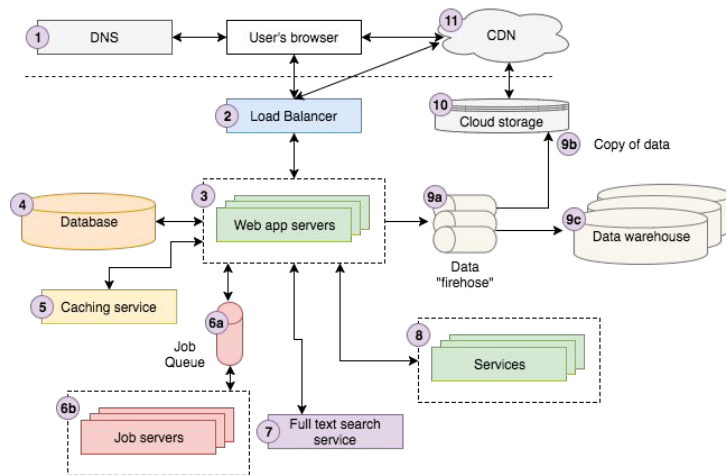 1
DNS
User's browser
11
CDN
2
Load Balancer
10
Cloud storage
9b
Copy of data
3
Web app servers
4
Database
9a
Data
"firehose"
9c
Data warehouse
5
Caching service
6a
Job
Queue
8
Services
6b
Job servers
7
Full text search
service